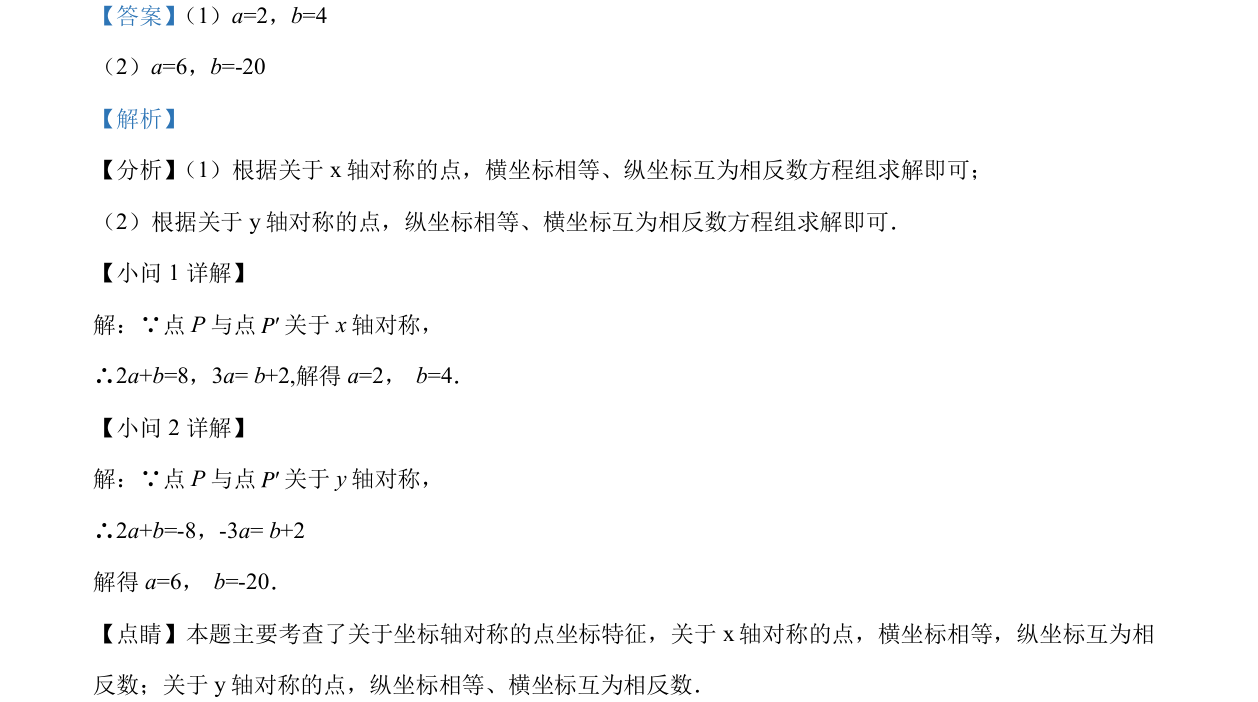 【答案】（1）a=2，b=4
（2）a=6，b=-20
【解析】
【分析】（1）根据关于 x 轴对称的点，横坐标相等、纵坐标互为相反数方程组求解即可；
（2）根据关于 y 轴对称的点，纵坐标相等、横坐标互为相反数方程组求解即可．
【小问 1 详解】
解：∵点 P 与点 P′ 关于 x 轴对称，
∴2a+b=8，3a= b+2,解得 a=2， b=4．
【小问 2 详解】
解：∵点 P 与点 P′ 关于 y 轴对称，
∴2a+b=-8，-3a= b+2
解得 a=6， b=-20．
【点睛】本题主要考查了关于坐标轴对称的点坐标特征，关于 x 轴对称的点，横坐标相等，纵坐标互为相
反数；关于 y 轴对称的点，纵坐标相等、横坐标互为相反数．